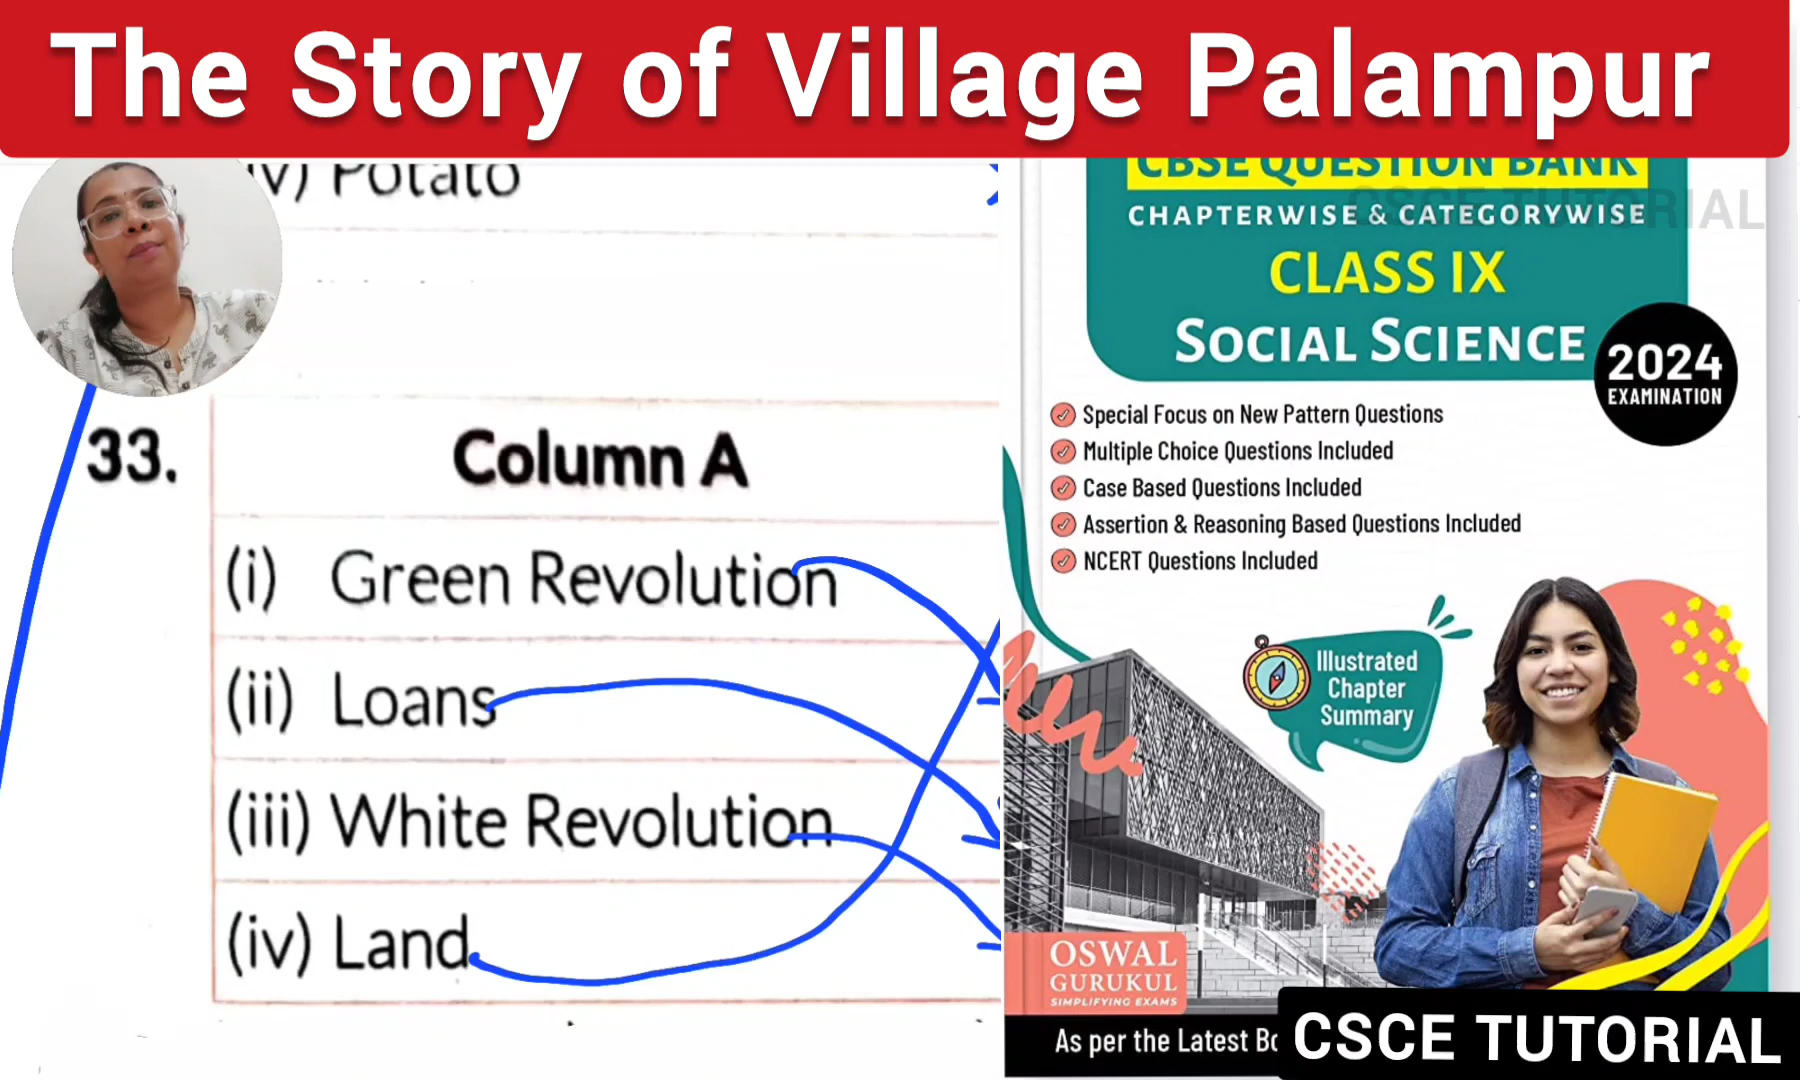 The Story of Village Palampur
iv) Potato
33.
Column A
(i) Green Revolution
(ii) Loans
(iii) White Revolution
(iv) Land
CBSE QUESTION BANK
CHAPTERWISE & CATEGORYWISE
CSCE TUTORIAL
CLASS IX
SOCIAL SCIENCE
2024
EXAMINATION
Special Focus on New Pattern Questions
Multiple Choice Questions Included
Case Based Questions Included
Assertion & Reasoning Based Questions Included
NCERT Questions Included
Illustrated
Chapter
Summary
OSWAL
GURUKUL
SIMPLIFYING EXAMS
As per the Latest
CSCE TUTORIAL